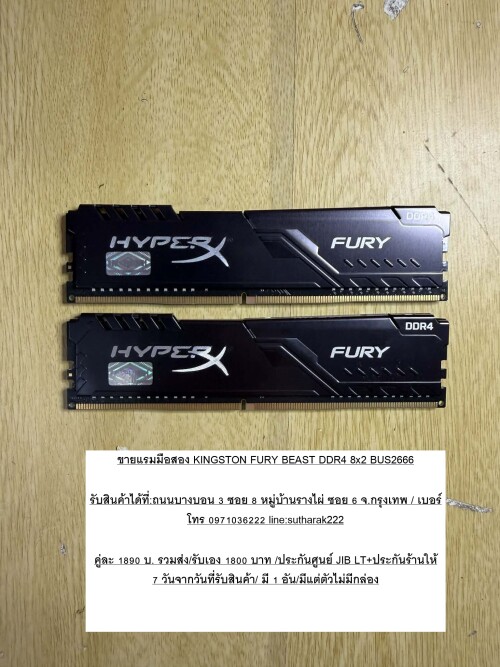 HYPERX FURY DDR4
HYPERX FURY DDR4
ขายแรมมือสอง KINGSTON FURY BEAST DDR4 8x2 BUS2666
รับสินค้าได้ที่:ถนนบางบอน 3 ซอย 8 หมู่บ้านรางไผ่ ซอย 6 จ.กรุงเทพ / เบอร์
โทร 0971036222 line:sutharak222
คู่ละ 1890 บ. รวมส่ง/รับเอง 1800 บาท /ประกันศูนย์ JIB LT+ประกันร้านให้
7 วันจากวันที่รับสินค้า/ มี 1 อัน/มีแต่ตัวไม่มีกล่อง